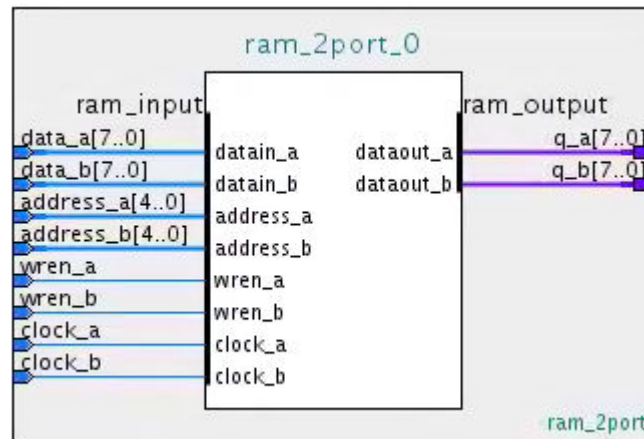 ram_2port_0
ram_input ram_output
data_a[7..0] datain_a dataout_a q_a[7..0]
data_b[7..0] datain_b dataout_b q_b[7..0]
address_a[4..0] address_a
address_b[4..0] address_b
wren_a wren_a
wren_b wren_b
clock_a clock_a
clock_b clock_b
ram_2port